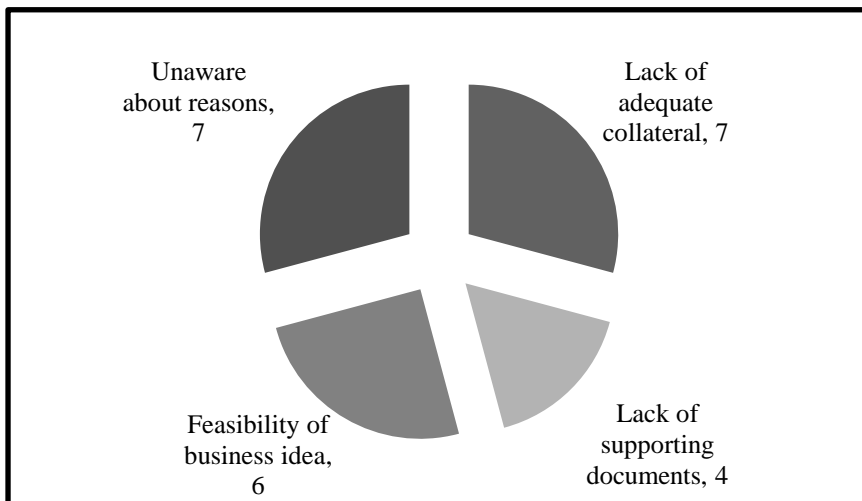 Unaware
about reasons,
7
Lack of
adequate
collateral, 7
Feasibility of
business idea,
6
Lack of
supporting
documents, 4